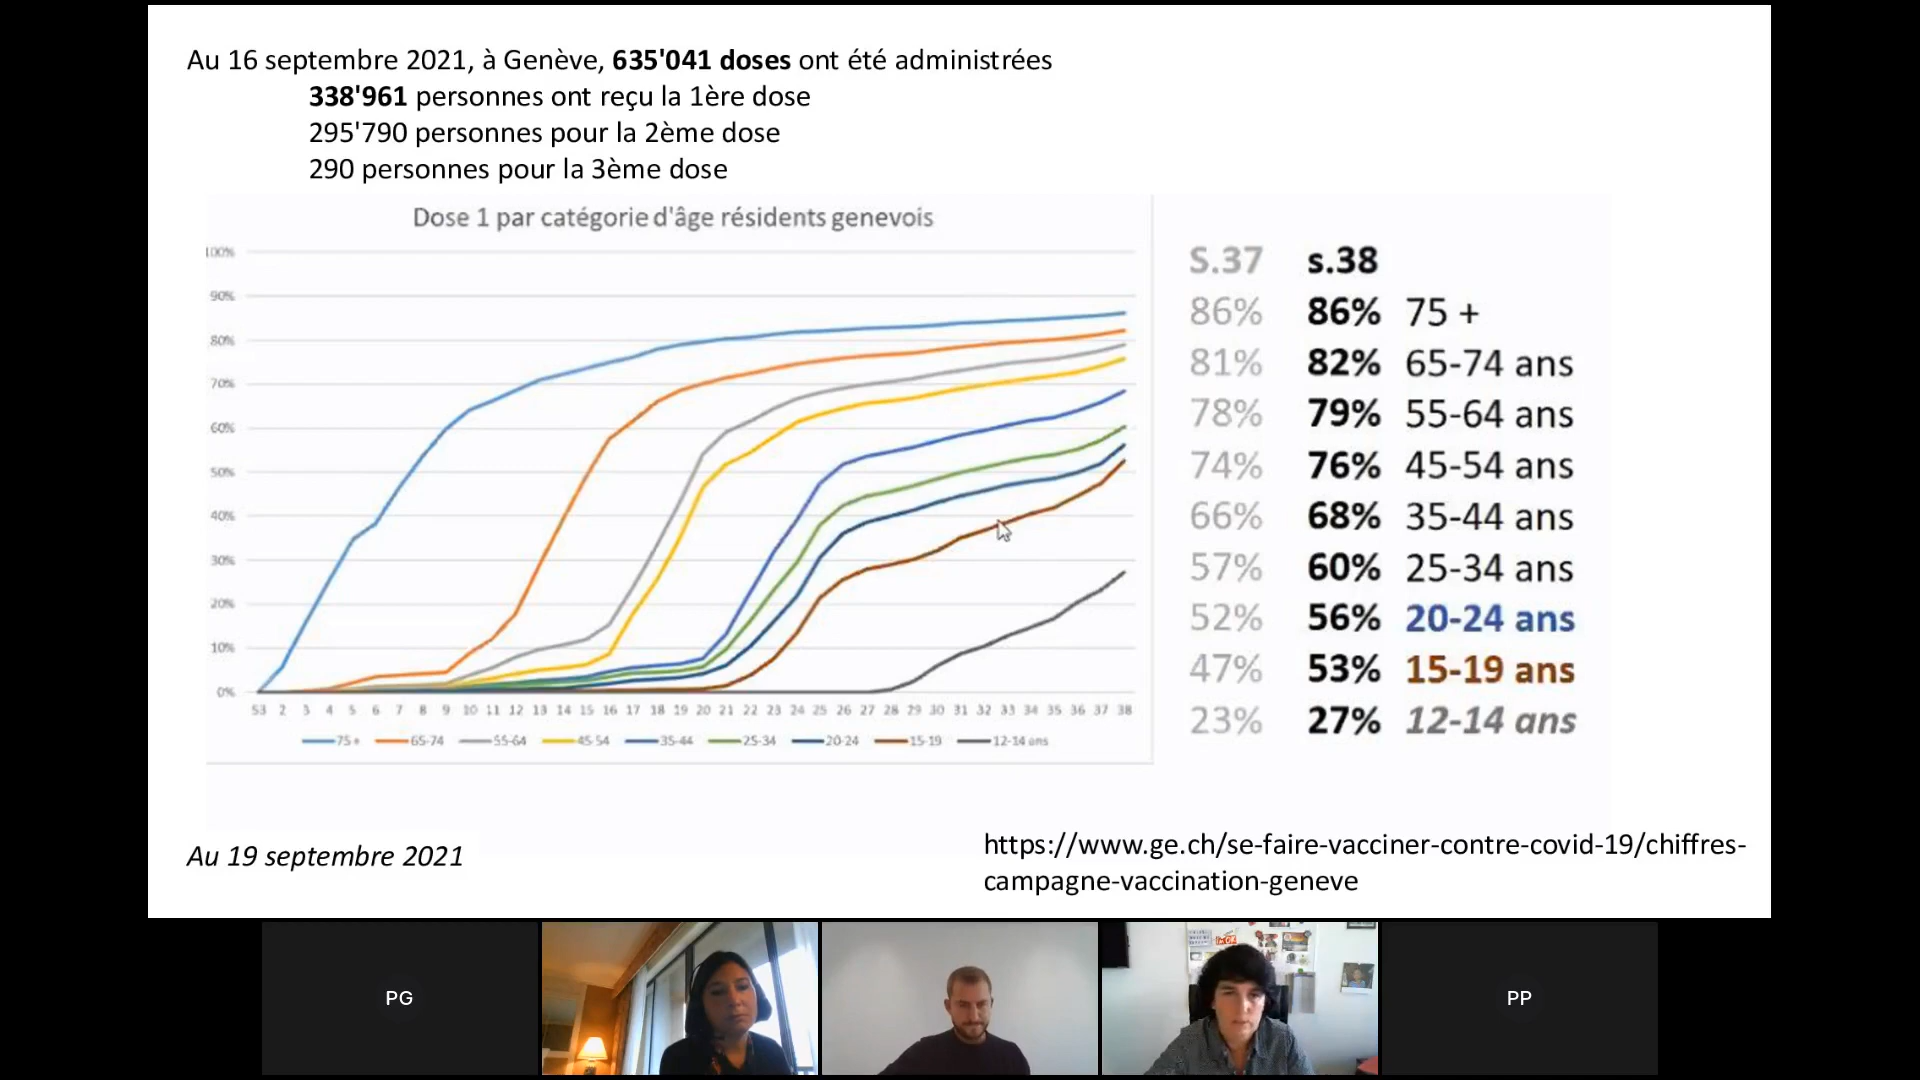 Au 16 septembre 2021, à Genève, 635'041 doses ont été administrées
338'961 personnes ont reçu la 1ère dose
295'790 personnes pour la 2ème dose
290 personnes pour la 3ème dose
Dose 1 par catégorie d'âge résidents genevois
100%
90%
80%
70%
60%
50%
40%
30%
20%
10%
0%
53 2 3 4 5 6 7 8 9 10 11 12 13 14 15 16 17 18 19 20 21 22 23 24 25 26 27 28 29 30 31 32 33 34 35 36 37 38
75+ 65-74 55-64 45-54 35-44 25-34 20-24 15-19 12-14 ans
S.37 s.38
86% 86% 75 +
81% 82% 65-74 ans
78% 79% 55-64 ans
74% 76% 45-54 ans
66% 68% 35-44 ans
57% 60% 25-34 ans
52% 56% 20-24 ans
47% 53% 15-19 ans
23% 27% 12-14 ans
Au 19 septembre 2021
https://www.ge.ch/se-faire-vacciner-contre-covid-19/chiffres-
campagne-vaccination-geneve
PG
PP